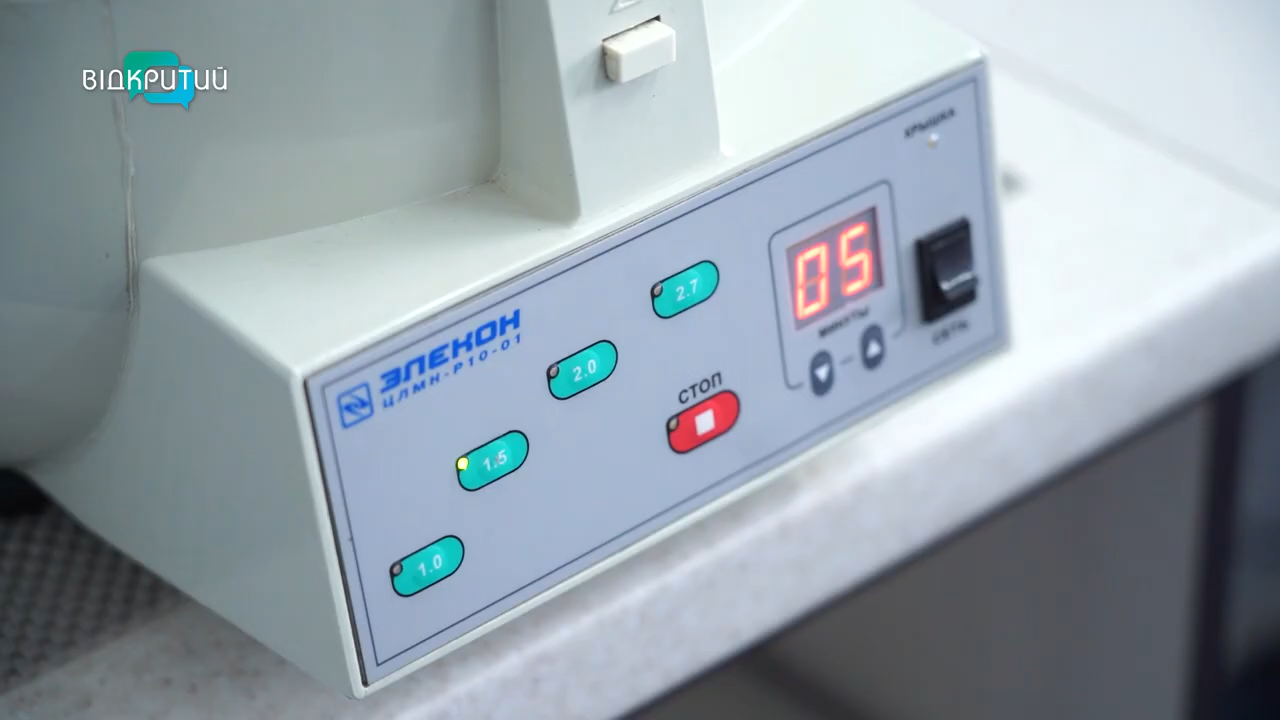 ВІДКРИТИЙ
КРЫШКА
2.7
05
МИНУТЫ
СЕТЬ
ЭЛЕКОН
ЦЛМН-Р10-01
2.0
СТОП
1.5
1.0